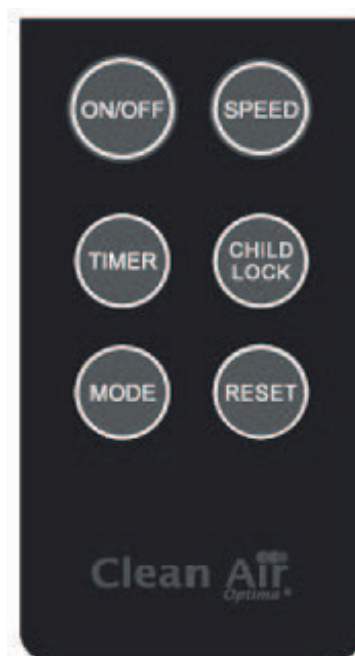 ON/OFF
SPEED
TIMER
CHILD
LOCK
MODE
RESET
Clean Air
Optima®